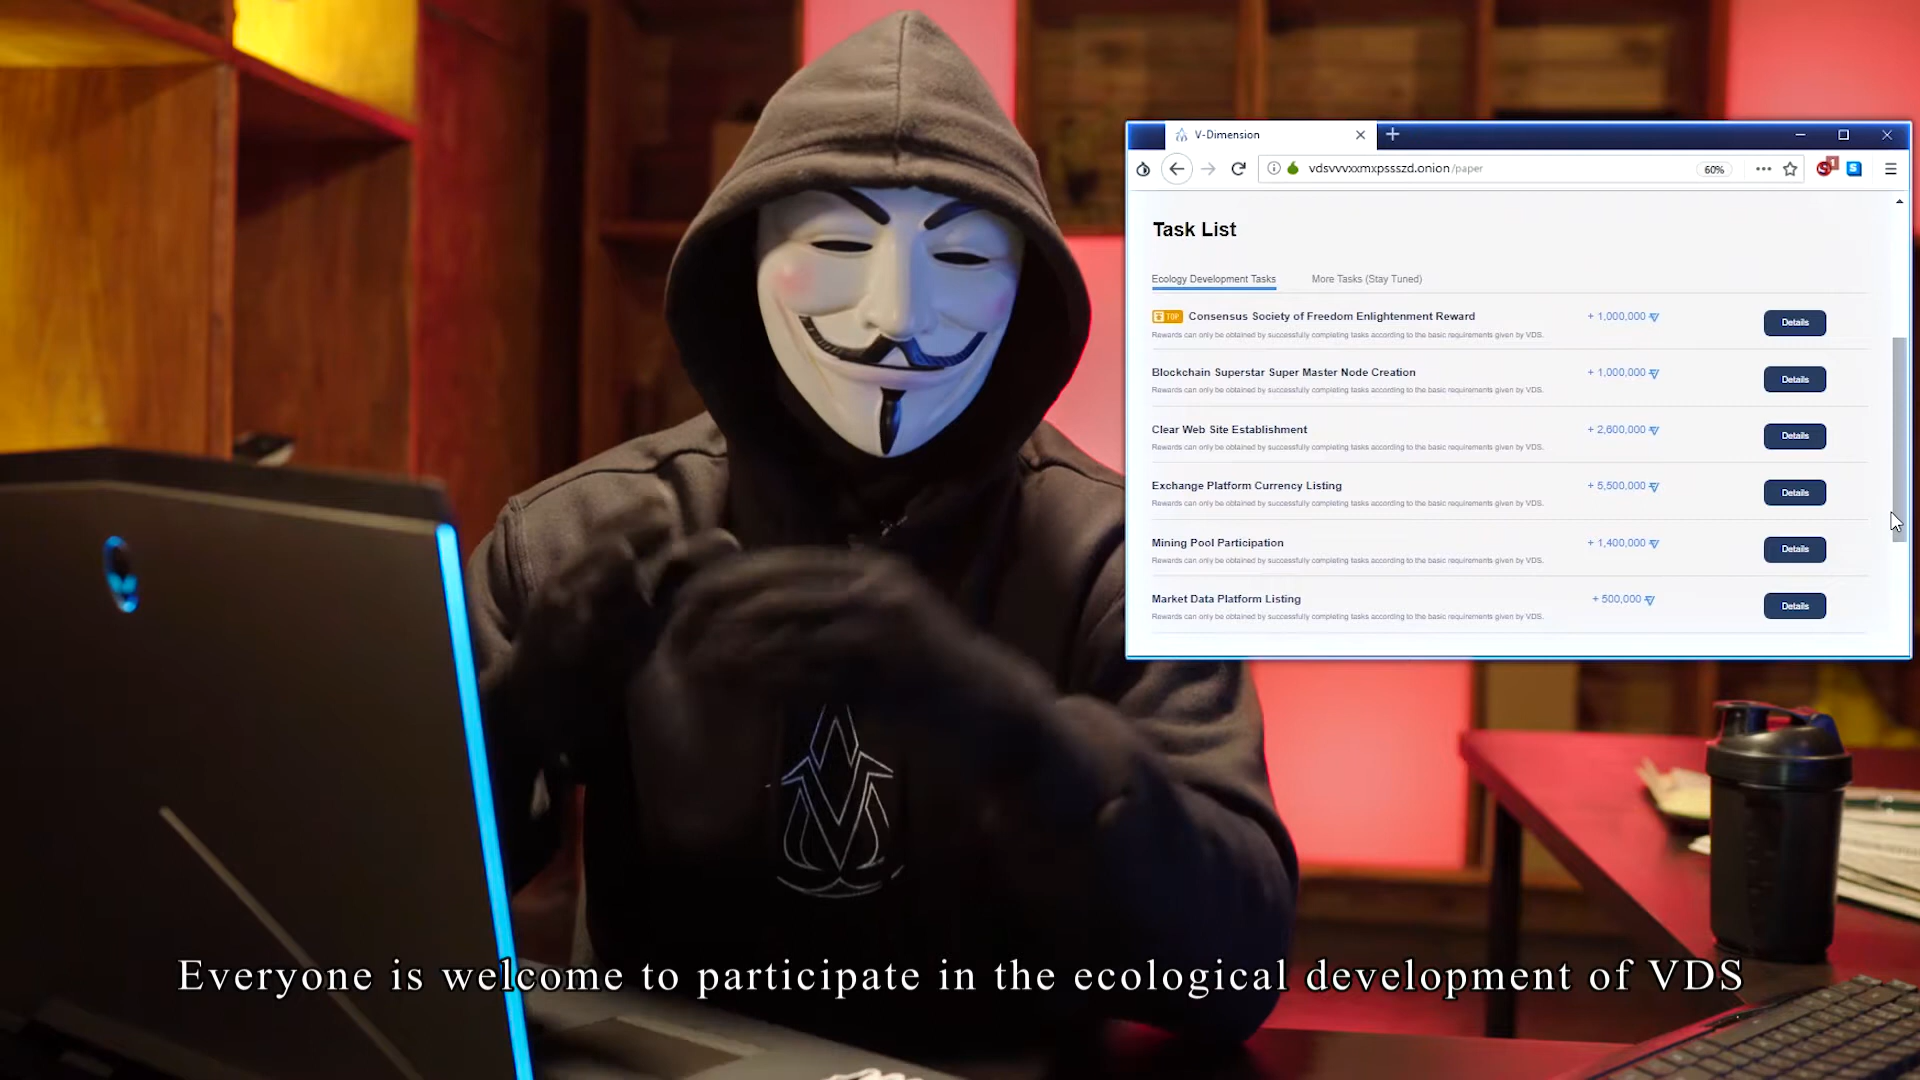 V-Dimension
vdsvvvxxmxpssszd.onion/paper
60%
Task List
Ecology Development Tasks
More Tasks (Stay Tuned)
TOP Consensus Society of Freedom Enlightenment Reward
+ 1,000,000
Details
Rewards can only be obtained by successfully completing tasks according to the basic requirements given by VDS.
Blockchain Superstar Super Master Node Creation
+ 1,000,000
Details
Rewards can only be obtained by successfully completing tasks according to the basic requirements given by VDS.
Clear Web Site Establishment
+ 2,600,000
Details
Rewards can only be obtained by successfully completing tasks according to the basic requirements given by VDS.
Exchange Platform Currency Listing
+ 5,500,000
Details
Rewards can only be obtained by successfully completing tasks according to the basic requirements given by VDS.
Mining Pool Participation
+ 1,400,000
Details
Rewards can only be obtained by successfully completing tasks according to the basic requirements given by VDS.
Market Data Platform Listing
+ 500,000
Details
Rewards can only be obtained by successfully completing tasks according to the basic requirements given by VDS.
Everyone is welcome to participate in the ecological development of VDS